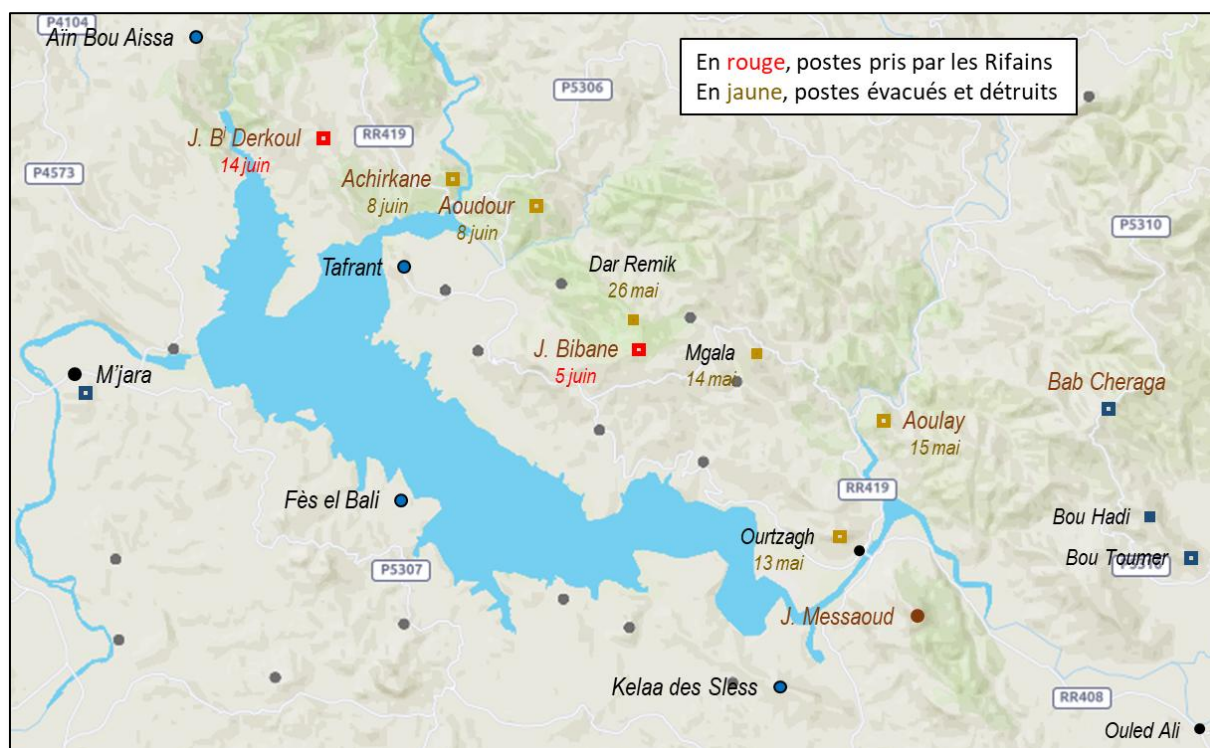 P4104
Aïn Bou Aissa
En rouge, postes pris par les Rifains
En jaune, postes évacués et détruits
P5306
RR419
J. Bˡ Derkoul
14 juin
P4573
Achirkane
8 juin
Aoudour
8 juin
P5310
Tafrant
Dar Remik
26 mai
J. Bibane
5 juin
Mgala
14 mai
M'jara
Bab Cheraga
Aoulay
15 mai
RR419
Fès el Bali
Bou Hadi
Ourtzagh
13 mai
Bou Toumer
P5310
P5307
J. Messaoud
Kelaa des Sless
RR408
Ouled Ali